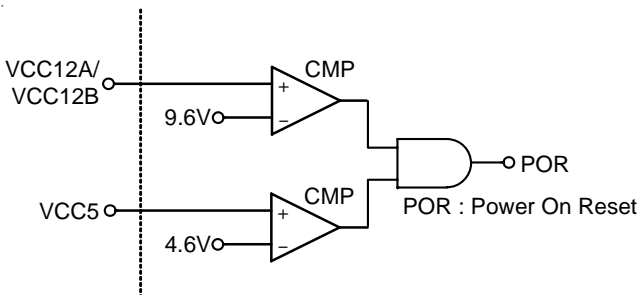 VCC12A/
VCC12B
CMP
+
9.6V
−
POR
CMP
POR : Power On Reset
VCC5
+
4.6V
−